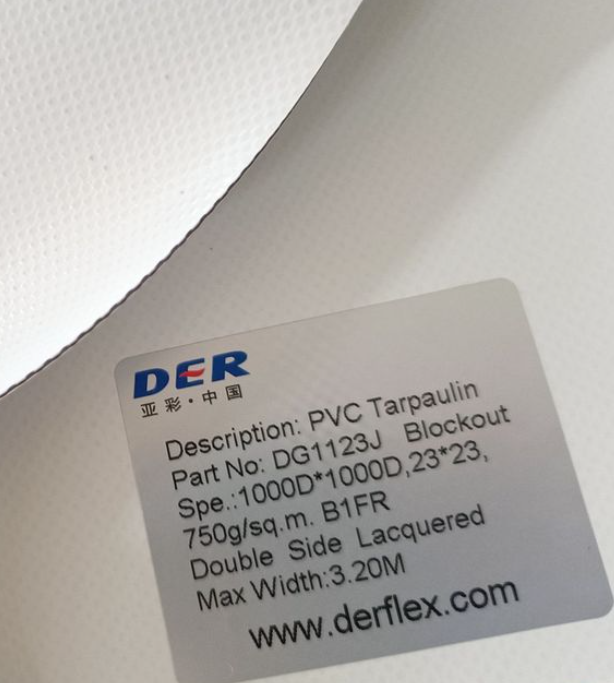 DER
亚彩·中国
Description: PVC Tarpaulin
Part No: DG1123J Blockout
Spe.:1000D*1000D,23*23,
750g/sq.m. B1FR
Double Side Lacquered
Max Width:3.20M
www.derflex.com